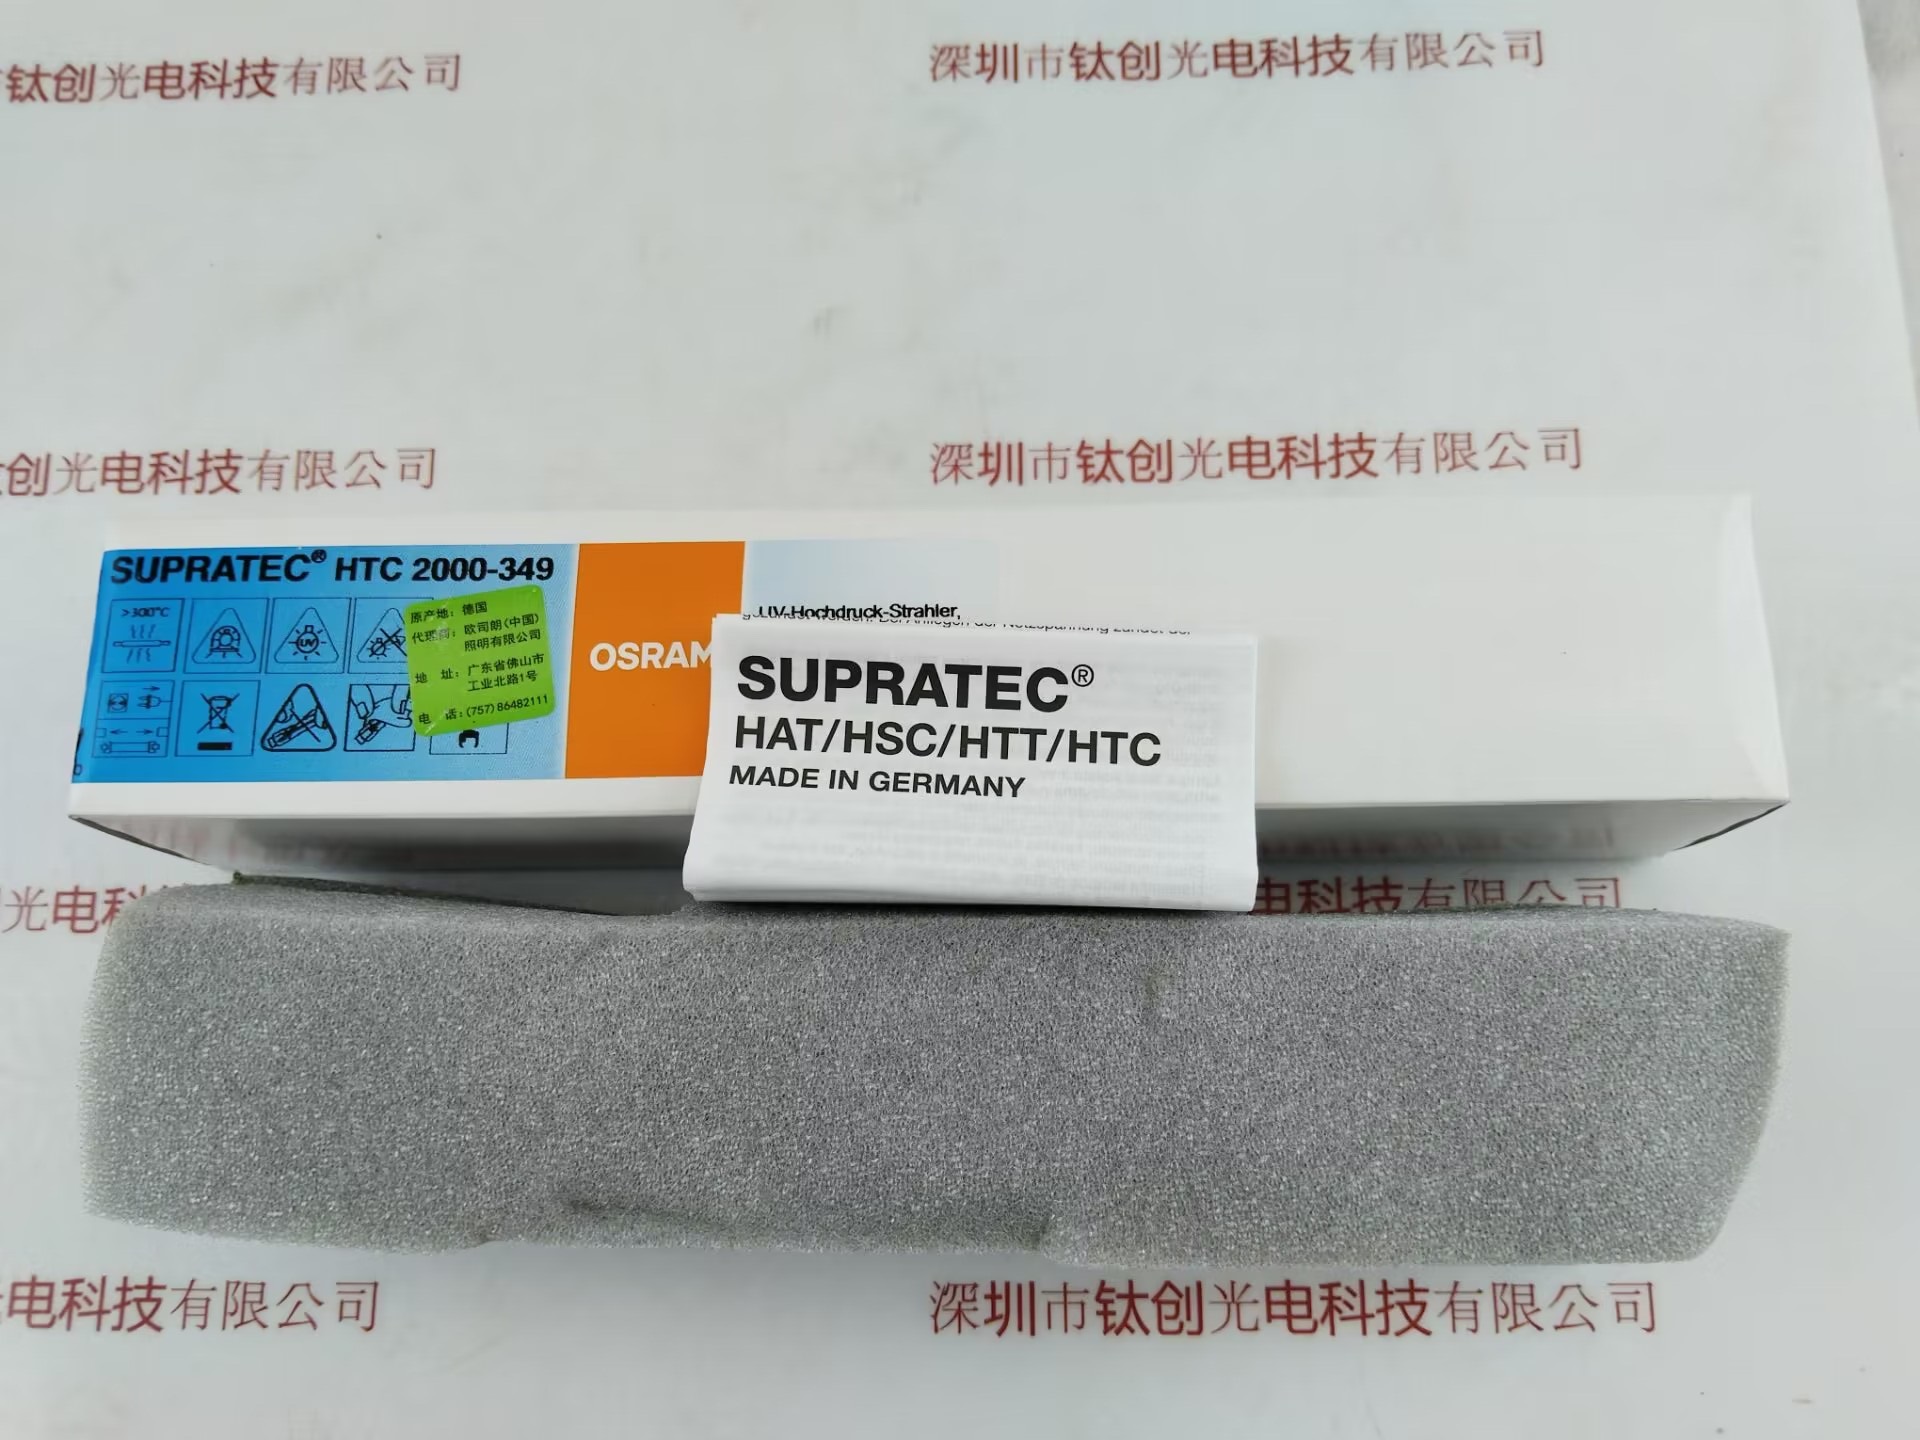 钛创光电科技有限公司
深圳市钛创光电科技有限公司
创光电科技有限公司
深圳市钛创光电科技有限公司
SUPRATEC® HTC 2000-349
>300°C
UV
原产地：德国
代理商：欧司朗(中国)
照明有限公司
地 址：广东省佛山市
工业北路1号
电 话：(757) 86482111
OSRAM
UV-Hochdruck-Strahler,
SUPRATEC®
HAT/HSC/HTT/HTC
MADE IN GERMANY
光电科
电科技有限公司
电科技有限公司
深圳市钛创光电科技有限公司